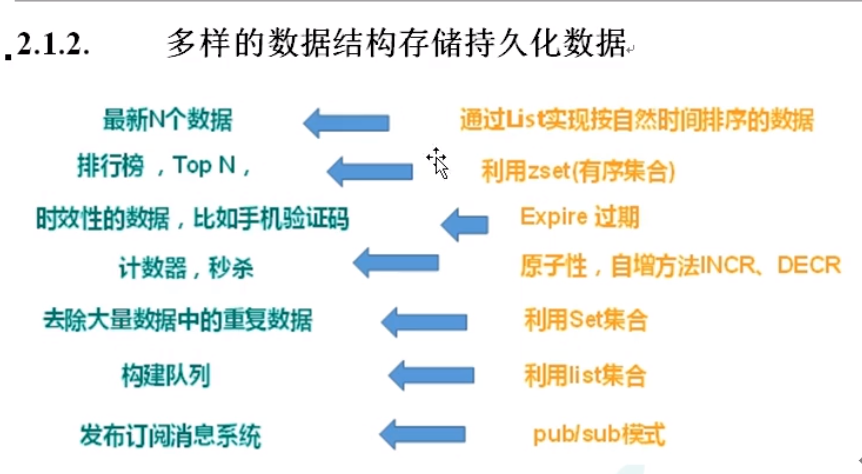 2.1.2. 多样的数据结构存储持久化数据
最新N个数据 通过List实现按自然时间排序的数据
排行榜，Top N， 利用zset(有序集合)
时效性的数据，比如手机验证码 Expire 过期
计数器，秒杀 原子性，自增方法INCR、DECR
去除大量数据中的重复数据 利用Set集合
构建队列 利用list集合
发布订阅消息系统 pub/sub模式